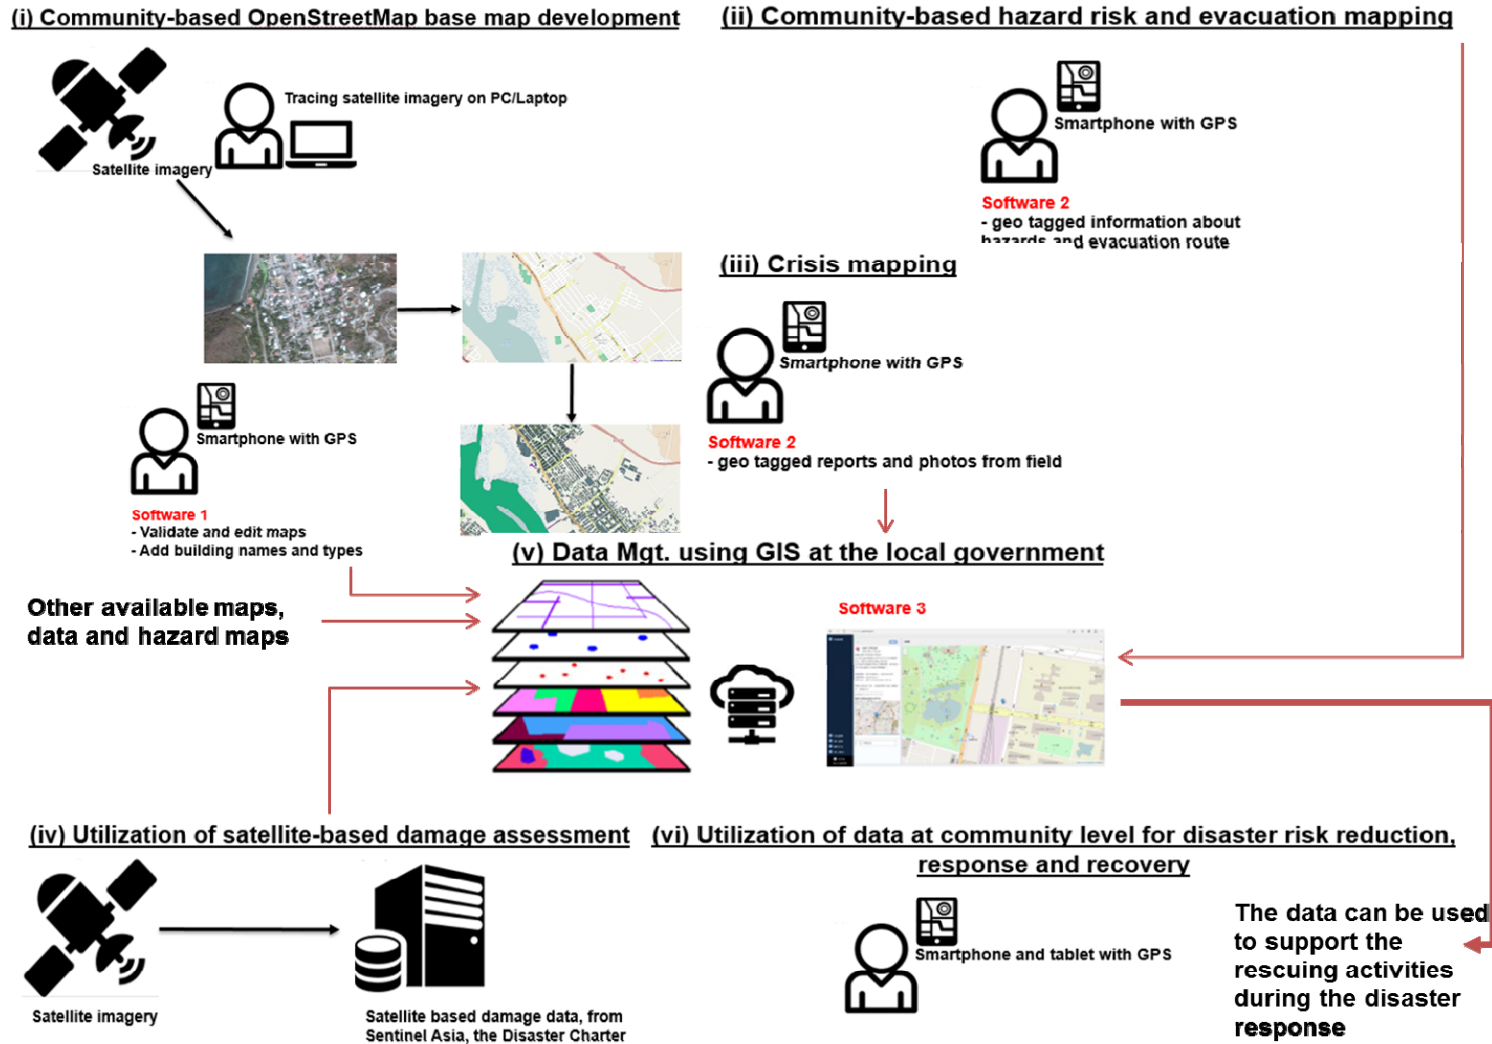 (i) Community-based OpenStreetMap base map development
Tracing satellite imagery on PC/Laptop
Satellite imagery
Smartphone with GPS
Software 1
- Validate and edit maps
- Add building names and types
(ii) Community-based hazard risk and evacuation mapping
Smartphone with GPS
Software 2
- geo tagged information about
hazards and evacuation route
(iii) Crisis mapping
Smartphone with GPS
Software 2
- geo tagged reports and photos from field
(v) Data Mgt. using GIS at the local government
Other available maps,
data and hazard maps
Software 3
(iv) Utilization of satellite-based damage assessment
Satellite imagery
Satellite based damage data, from
Sentinel Asia, the Disaster Charter
(vi) Utilization of data at community level for disaster risk reduction,
response and recovery
Smartphone and tablet with GPS
The data can be used
to support the
rescuing activities
during the disaster
response